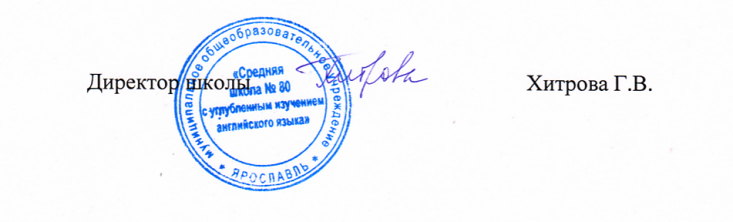 Директор школы Хитрова Г.В.
муниципальное общеобразовательное учреждение
«Средняя
школа № 80
с углубленным изучением
английского языка»
* ЯРОСЛАВЛЬ *